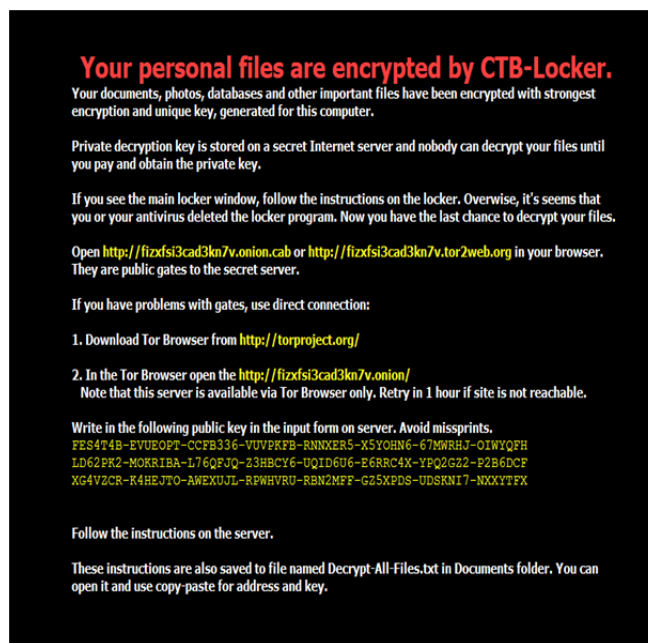 Your personal files are encrypted by CTB-Locker.
Your documents, photos, databases and other important files have been encrypted with strongest
encryption and unique key, generated for this computer.
Private decryption key is stored on a secret Internet server and nobody can decrypt your files until
you pay and obtain the private key.
If you see the main locker window, follow the instructions on the locker. Overwise, it's seems that
you or your antivirus deleted the locker program. Now you have the last chance to decrypt your files.
Open http://fizxfsi3cad3kn7v.onion.cab or http://fizxfsi3cad3kn7v.tor2web.org in your browser.
They are public gates to the secret server.
If you have problems with gates, use direct connection:
1. Download Tor Browser from http://torproject.org/
2. In the Tor Browser open the http://fizxfsi3cad3kn7v.onion/
Note that this server is available via Tor Browser only. Retry in 1 hour if site is not reachable.
Write in the following public key in the input form on server. Avoid missprints.
FES4T4B-EVUEOPT-CCFB336-VUVPKFB-RNNXER5-X5YOHN6-67MWRHJ-OIWYQFH
LD62PK2-MOKRIBA-L76QFJQ-Z3HBCY6-UQID6U6-E6RRC4X-YPQ2GZ2-P2B6DCF
XG4VZCR-K4HEJTO-AWEXUJL-RPWHVRU-RBN2MFF-GZ5XPDS-UDSKNI7-NXXYTFX
Follow the instructions on the server.
These instructions are also saved to file named Decrypt-All-Files.txt in Documents folder. You can
open it and use copy-paste for address and key.